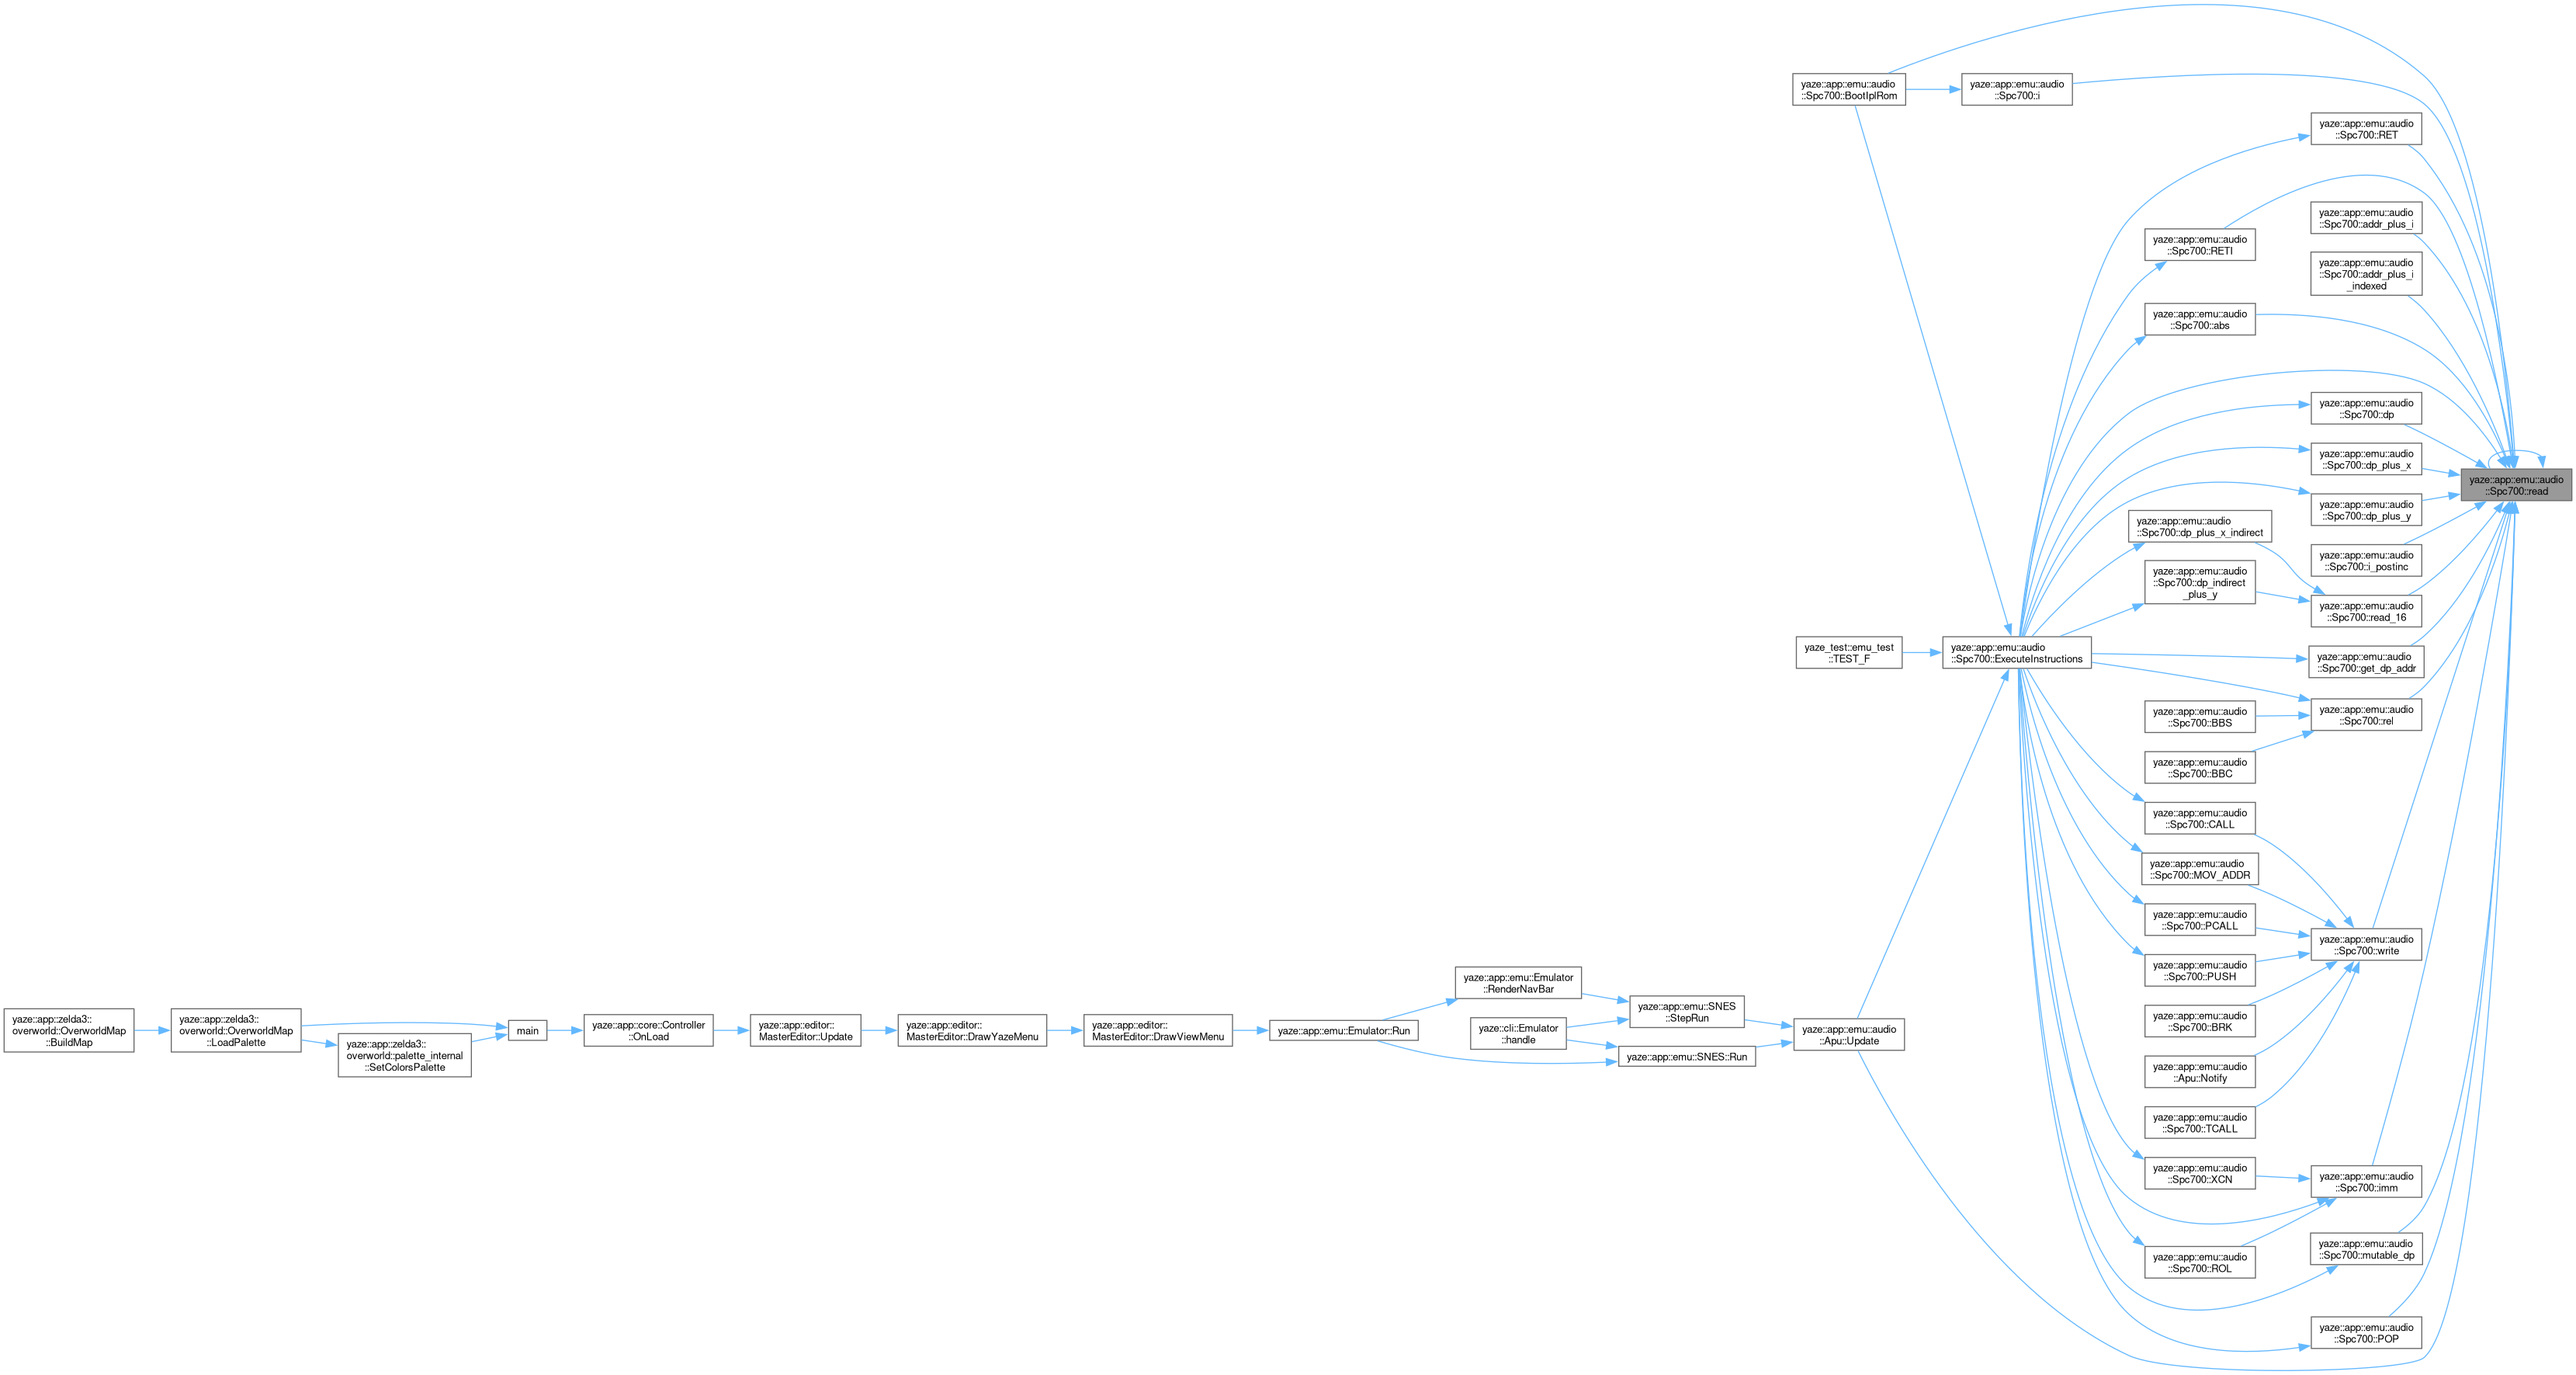 yaze::app::emu::audio
::Spc700::BootIplRom
yaze::app::emu::audio
::Spc700::i
yaze::app::emu::audio
::Spc700::RET
yaze::app::emu::audio
::Spc700::addr_plus_i
yaze::app::emu::audio
::Spc700::RETI
yaze::app::emu::audio
::Spc700::addr_plus_i
_indexed
yaze::app::emu::audio
::Spc700::abs
yaze::app::emu::audio
::Spc700::dp
yaze::app::emu::audio
::Spc700::dp_plus_x
yaze::app::emu::audio
::Spc700::read
yaze::app::emu::audio
::Spc700::dp_plus_y
yaze::app::emu::audio
::Spc700::dp_plus_x_indirect
yaze::app::emu::audio
::Spc700::i_postinc
yaze::app::emu::audio
::Spc700::dp_indirect
_plus_y
yaze::app::emu::audio
::Spc700::read_16
yaze_test::emu_test
::TEST_F
yaze::app::emu::audio
::Spc700::ExecuteInstructions
yaze::app::emu::audio
::Spc700::get_dp_addr
yaze::app::emu::audio
::Spc700::BBS
yaze::app::emu::audio
::Spc700::rel
yaze::app::emu::audio
::Spc700::BBC
yaze::app::emu::audio
::Spc700::CALL
yaze::app::emu::audio
::Spc700::MOV_ADDR
yaze::app::emu::audio
::Spc700::PCALL
yaze::app::emu::audio
::Spc700::write
yaze::app::emu::audio
::Spc700::PUSH
yaze::app::emu::audio
::Spc700::BRK
yaze::app::emu::audio
::Apu::Notify
yaze::app::emu::audio
::Spc700::TCALL
yaze::app::zelda3::
overworld::OverworldMap
::BuildMap
yaze::app::zelda3::
overworld::OverworldMap
::LoadPalette
yaze::app::zelda3::
overworld::palette_internal
::SetColorsPalette
main
yaze::app::core::Controller
::OnLoad
yaze::app::editor::
MasterEditor::Update
yaze::app::editor::
MasterEditor::DrawYazeMenu
yaze::app::editor::
MasterEditor::DrawViewMenu
yaze::app::emu::Emulator::Run
yaze::app::emu::Emulator
::RenderNavBar
yaze::cli::Emulator
::handle
yaze::app::emu::SNES
::StepRun
yaze::app::emu::SNES::Run
yaze::app::emu::audio
::Apu::Update
yaze::app::emu::audio
::Spc700::XCN
yaze::app::emu::audio
::Spc700::imm
yaze::app::emu::audio
::Spc700::ROL
yaze::app::emu::audio
::Spc700::mutable_dp
yaze::app::emu::audio
::Spc700::POP